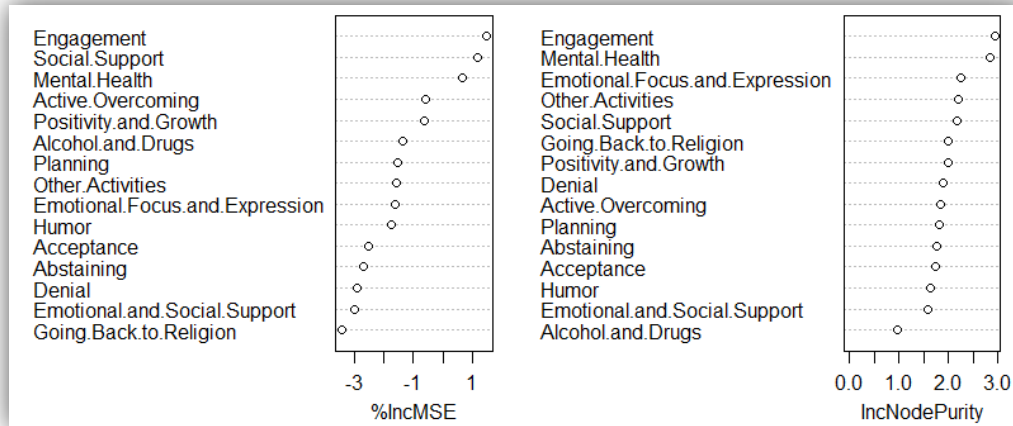 Engagement
Social.Support
Mental.Health
Active.Overcoming
Positivity.and.Growth
Alcohol.and.Drugs
Planning
Other.Activities
Emotional.Focus.and.Expression
Humor
Acceptance
Abstaining
Denial
Emotional.and.Social.Support
Going.Back.to.Religion
-3 -1 1
%IncMSE
Engagement
Mental.Health
Emotional.Focus.and.Expression
Other.Activities
Social.Support
Going.Back.to.Religion
Positivity.and.Growth
Denial
Active.Overcoming
Planning
Abstaining
Acceptance
Humor
Emotional.and.Social.Support
Alcohol.and.Drugs
0.0 1.0 2.0 3.0
IncNodePurity